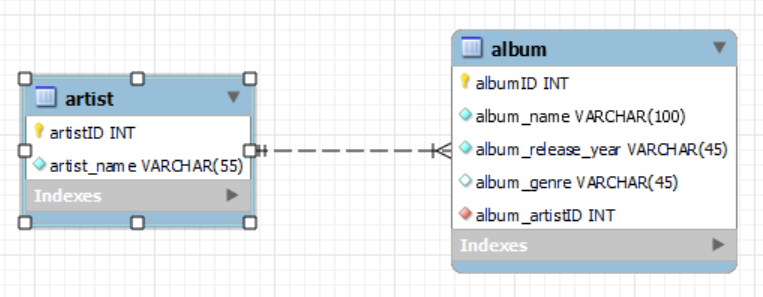 artist
artistID INT
artist_name VARCHAR(55)
Indexes
album
albumID INT
album_name VARCHAR(100)
album_release_year VARCHAR(45)
album_genre VARCHAR(45)
album_artistID INT
Indexes